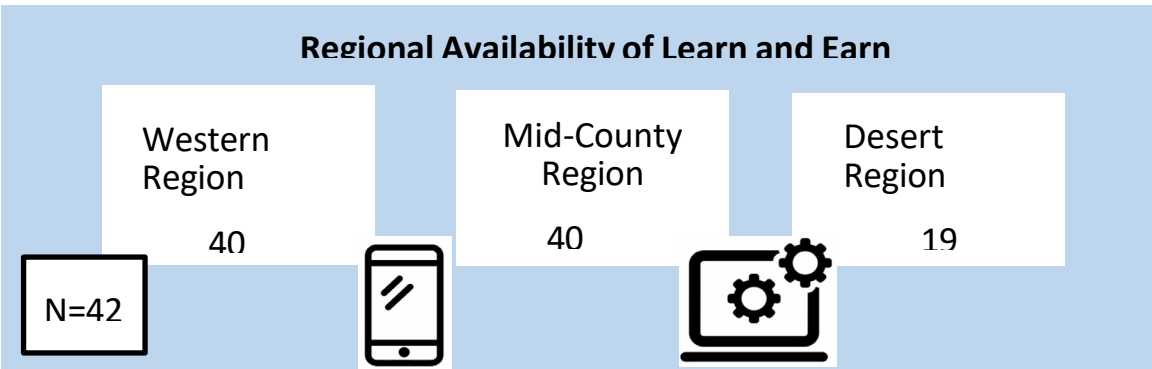 Regional Availability of Learn and Earn
Western
Region
40
Mid-County
Region
40
Desert
Region
19
N=42